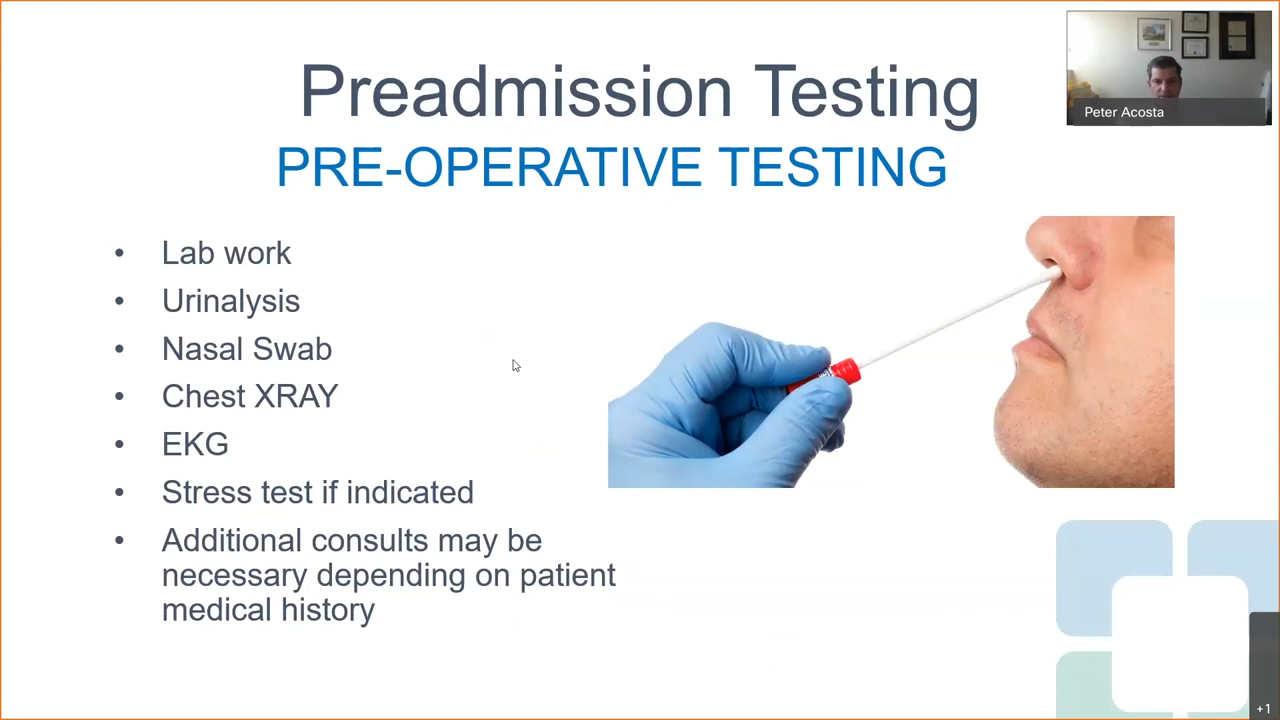 Preadmission Testing
PRE-OPERATIVE TESTING
Peter Acosta
• Lab work
• Urinalysis
• Nasal Swab
• Chest XRAY
• EKG
• Stress test if indicated
• Additional consults may be
necessary depending on patient
medical history
+1